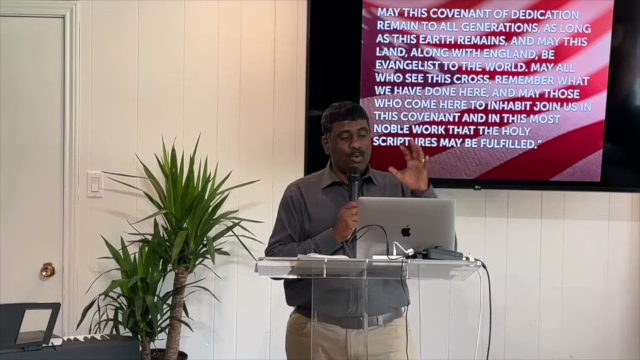 MAY THIS COVENANT OF DEDICATION
REMAIN TO ALL GENERATIONS, AS LONG
AS THIS EARTH REMAINS, AND MAY THIS
LAND, ALONG WITH ENGLAND, BE
EVANGELIST TO THE WORLD. MAY ALL
WHO SEE THIS CROSS, REMEMBER WHAT
WE HAVE DONE HERE, AND MAY THOSE
WHO COME HERE TO INHABIT JOIN US IN
THIS COVENANT AND IN THIS MOST
NOBLE WORK THAT THE HOLY
SCRIPTURES MAY BE FULFILLED."